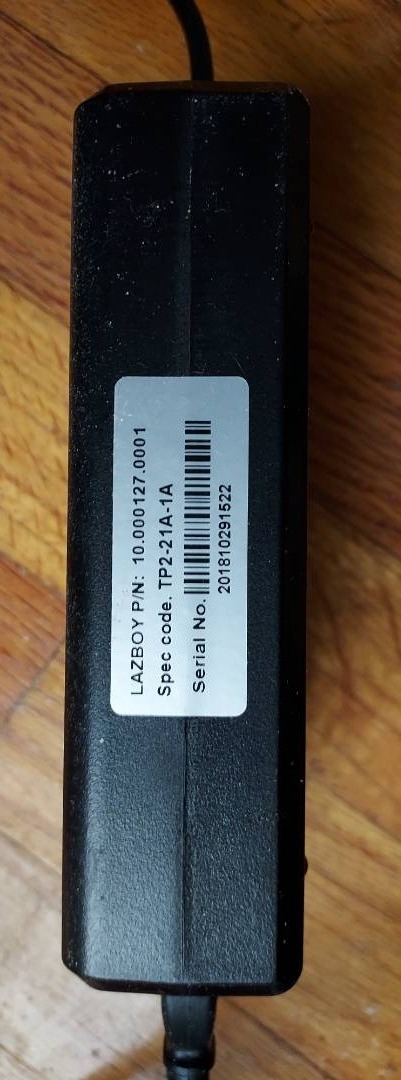 LAZBOY P/N: 10.000127.0001
Spec code. TP2-21A-1A
Serial No.
201810291522